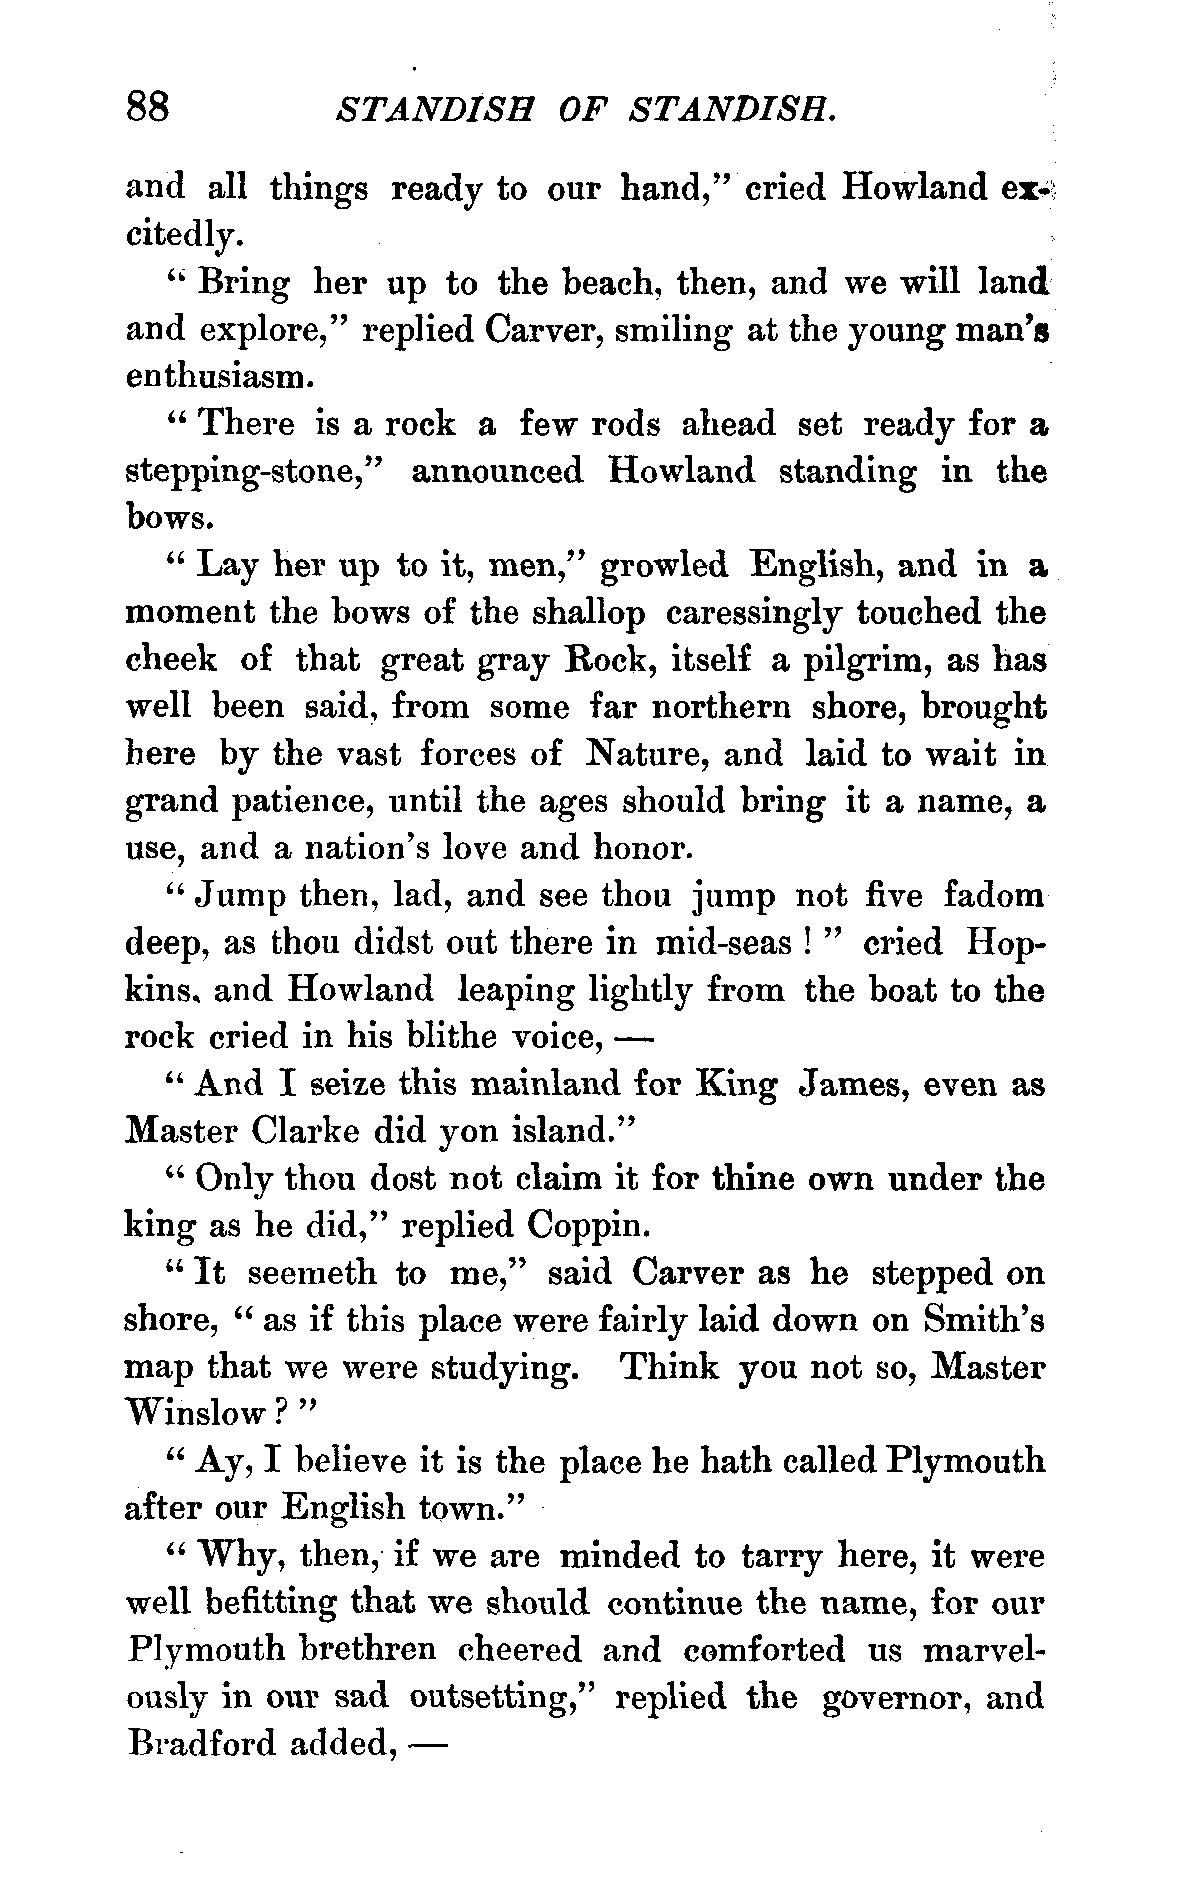 88 STANDISH OF STANDISH.
and all things ready to our hand,” cried Howland ex-
citedly.
“ Bring her up to the beach, then, and we will land
and explore,” replied Carver, smiling at the young man’s
enthusiasm.
“ There is a rock a few rods ahead set ready for a
stepping-stone,” announced Howland standing in the
bows.
“ Lay her up to it, men,” growled English, and in a
moment the bows of the shallop caressingly touched the
cheek of that great gray Rock, itself a pilgrim, as has
well been said, from some far northern shore, brought
here by the vast forces of Nature, and laid to wait in
grand patience, until the ages should bring it a name, a
use, and a nation’s love and honor.
“ Jump then, lad, and see thou jump not five fadom
deep, as thou didst out there in mid-seas ! ” cried Hop-
kins, and Howland leaping lightly from the boat to the
rock cried in his blithe voice, —
“ And I seize this mainland for King James, even as
Master Clarke did yon island.”
“ Only thou dost not claim it for thine own under the
king as he did,” replied Coppin.
“ It seemeth to me,” said Carver as he stepped on
shore, “ as if this place were fairly laid down on Smith’s
map that we were studying. Think you not so, Master
Winslow ? ”
“ Ay, I believe it is the place he hath called Plymouth
after our English town.”
“ Why, then, if we are minded to tarry here, it were
well befitting that we should continue the name, for our
Plymouth brethren cheered and comforted us marvel-
ously in our sad outsetting,” replied the governor, and
Bradford added, —